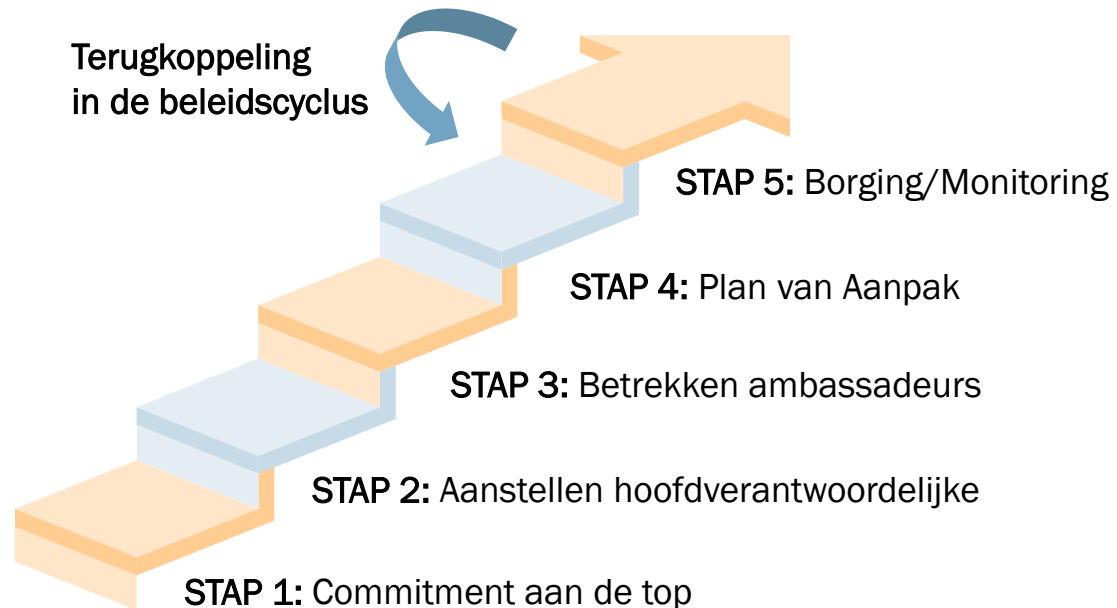 Terugkoppeling
in de beleidscyclus
STAP 5: Borging/Monitoring
STAP 4: Plan van Aanpak
STAP 3: Betrekken ambassadeurs
STAP 2: Aanstellen hoofdverantwoordelijke
STAP 1: Commitment aan de top